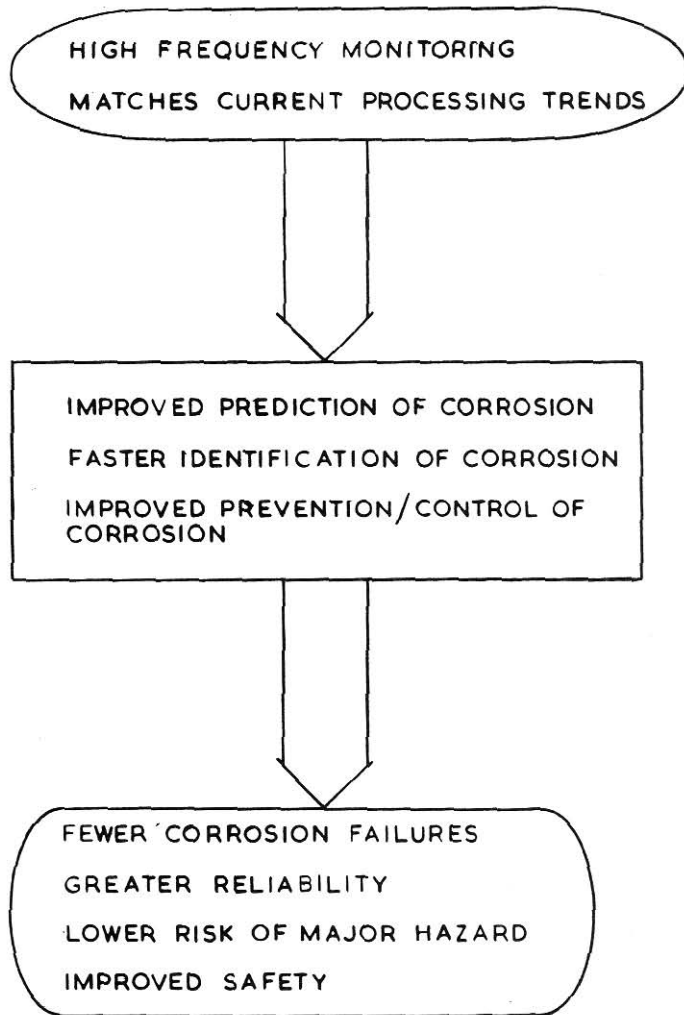 HIGH FREQUENCY MONITORING
MATCHES CURRENT PROCESSING TRENDS
IMPROVED PREDICTION OF CORROSION
FASTER IDENTIFICATION OF CORROSION
IMPROVED PREVENTION/CONTROL OF
CORROSION
FEWER CORROSION FAILURES
GREATER RELIABILITY
LOWER RISK OF MAJOR HAZARD
IMPROVED SAFETY